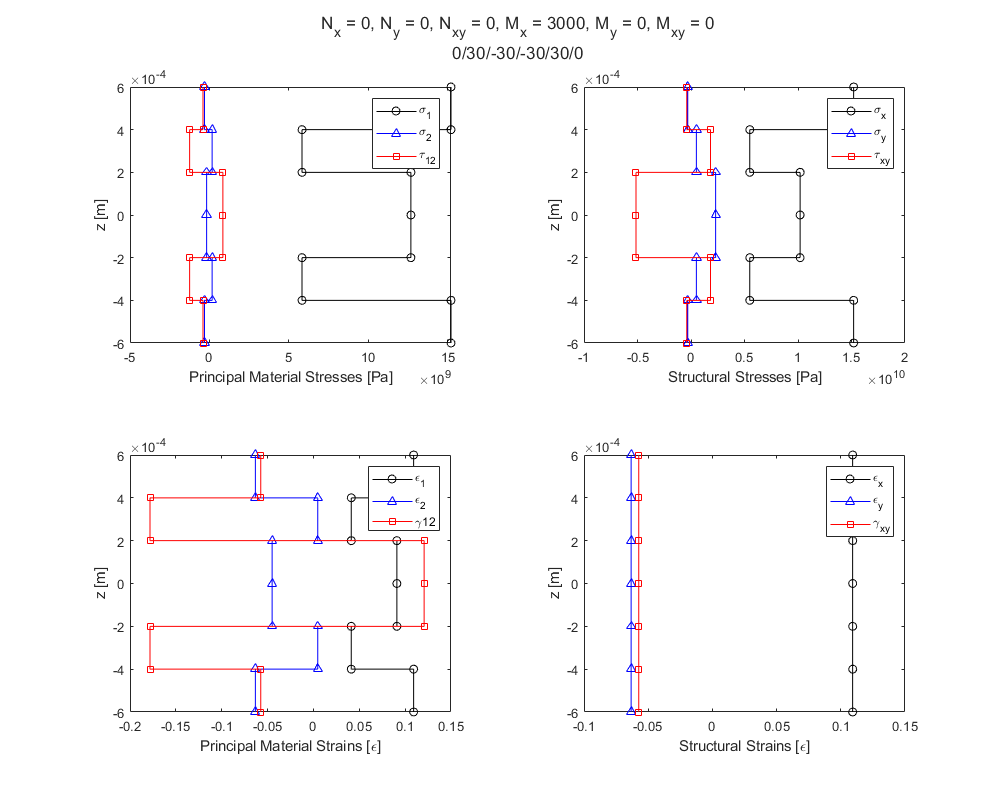 N_x = 0, N_y = 0, N_xy = 0, M_x = 3000, M_y = 0, M_xy = 0
0/30/-30/-30/30/0
×10^-4
6
4
2
0
-2
-4
-6
z [m]
σ_1
σ_2
τ_12
-5
0
5
10
15
Principal Material Stresses [Pa]
×10^9
×10^-4
6
4
2
0
-2
-4
-6
z [m]
σ_x
σ_y
τ_xy
-1
-0.5
0
0.5
1
1.5
2
Structural Stresses [Pa]
×10^10
×10^-4
6
4
2
0
-2
-4
-6
z [m]
ϵ_1
ϵ_2
γ12
-0.2
-0.15
-0.1
-0.05
0
0.05
0.1
0.15
Principal Material Strains [ϵ]
×10^-4
6
4
2
0
-2
-4
-6
z [m]
ϵ_x
ϵ_y
γ_xy
-0.1
-0.05
0
0.05
0.1
0.15
Structural Strains [ϵ]